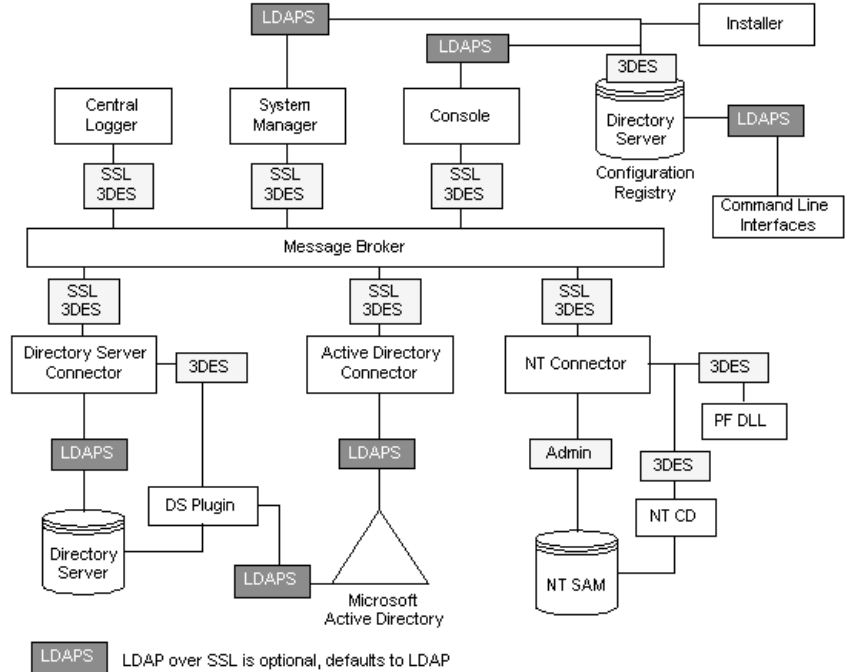 LDAPS
Installer
LDAPS
3DES
Central
Logger
System
Manager
Console
Directory
Server
LDAPS
Configuration
Registry
SSL
3DES
SSL
3DES
SSL
3DES
Command Line
Interfaces
Message Broker
SSL
3DES
SSL
3DES
SSL
3DES
Directory Server
Connector
3DES
Active Directory
Connector
NT Connector
3DES
PF DLL
LDAPS
LDAPS
Admin
3DES
DS Plugin
NT CD
Directory
Server
LDAPS
NT SAM
Microsoft
Active Directory
LDAPS
LDAP over SSL is optional, defaults to LDAP